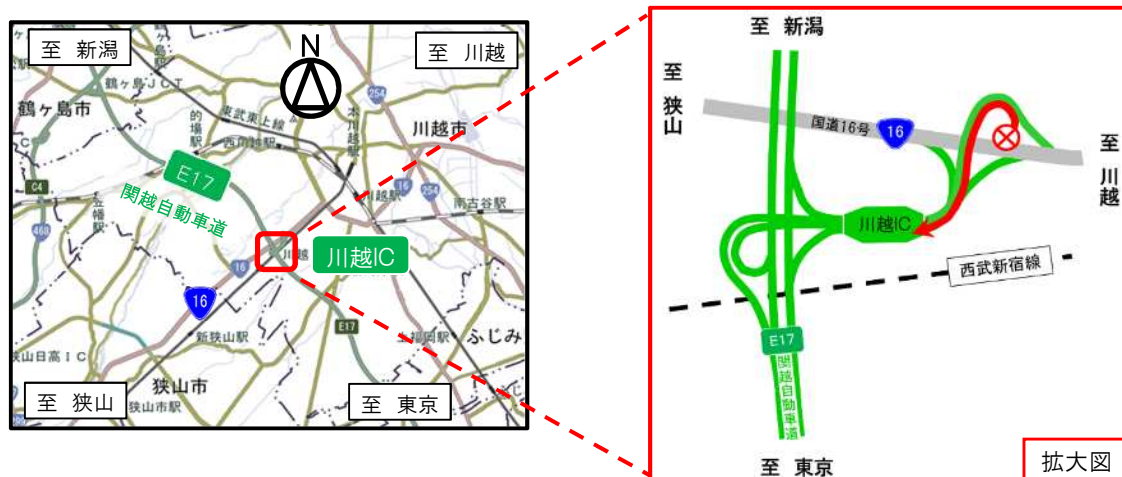 至 新潟
N
至 川越
鶴ヶ島JCT
鶴ヶ島市
的場駅
東武東上線
西川越駅
本川越駅
254
川越市
E17
C4
関越自動車道
笠幡駅
川越駅
16
254
南古谷駅
468
16
川越
川越IC
16
E17
新狭山駅
上福岡駅
ふじみ
狭山日高IC
狭山市
狭山市駅
至 狭山
至 東京
至 新潟
至 狭山
国道16号
16
至 川越
川越IC
西武新宿線
E17
関越自動車道
至 東京
拡大図